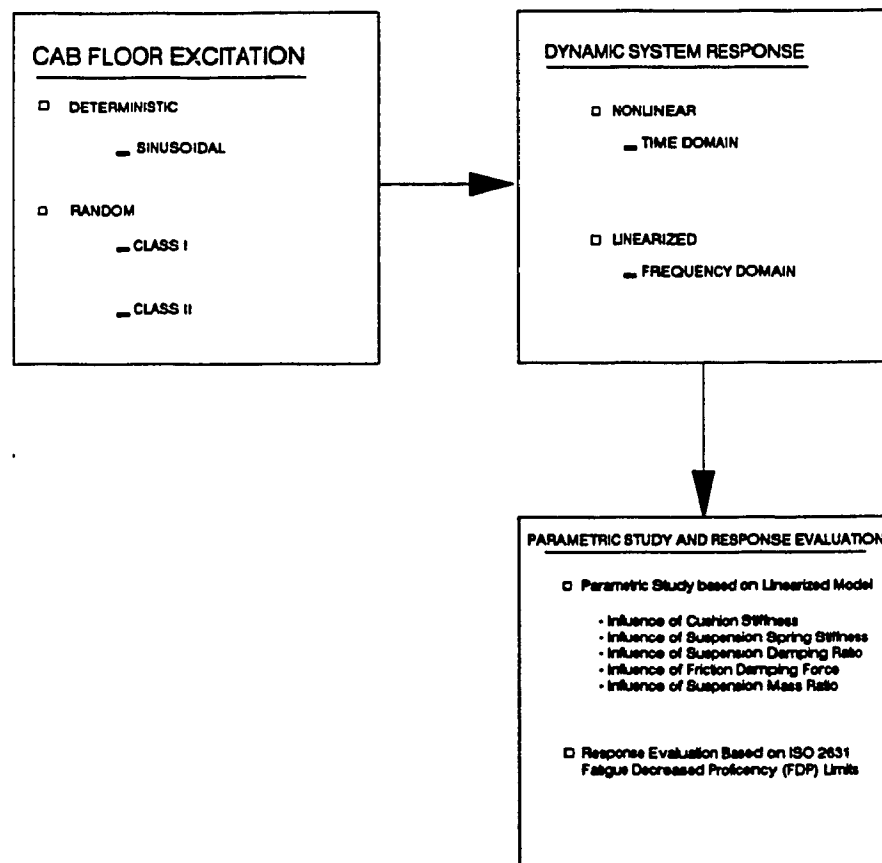 CAB FLOOR EXCITATION
DETERMINISTIC
SINUSOIDAL
RANDOM
CLASS I
CLASS II
DYNAMIC SYSTEM RESPONSE
NONLINEAR
TIME DOMAIN
LINEARIZED
FREQUENCY DOMAIN
PARAMETRIC STUDY AND RESPONSE EVALUATION
Parametric Study based on Linearized Model
- Influence of Cushion Stiffness
- Influence of Suspension Spring Stiffness
- Influence of Suspension Damping Ratio
- Influence of Friction Damping Force
- Influence of Suspension Mass Ratio
Response Evaluation Based on ISO 2631
Fatigue Decreased Proficency (FDP) Limits